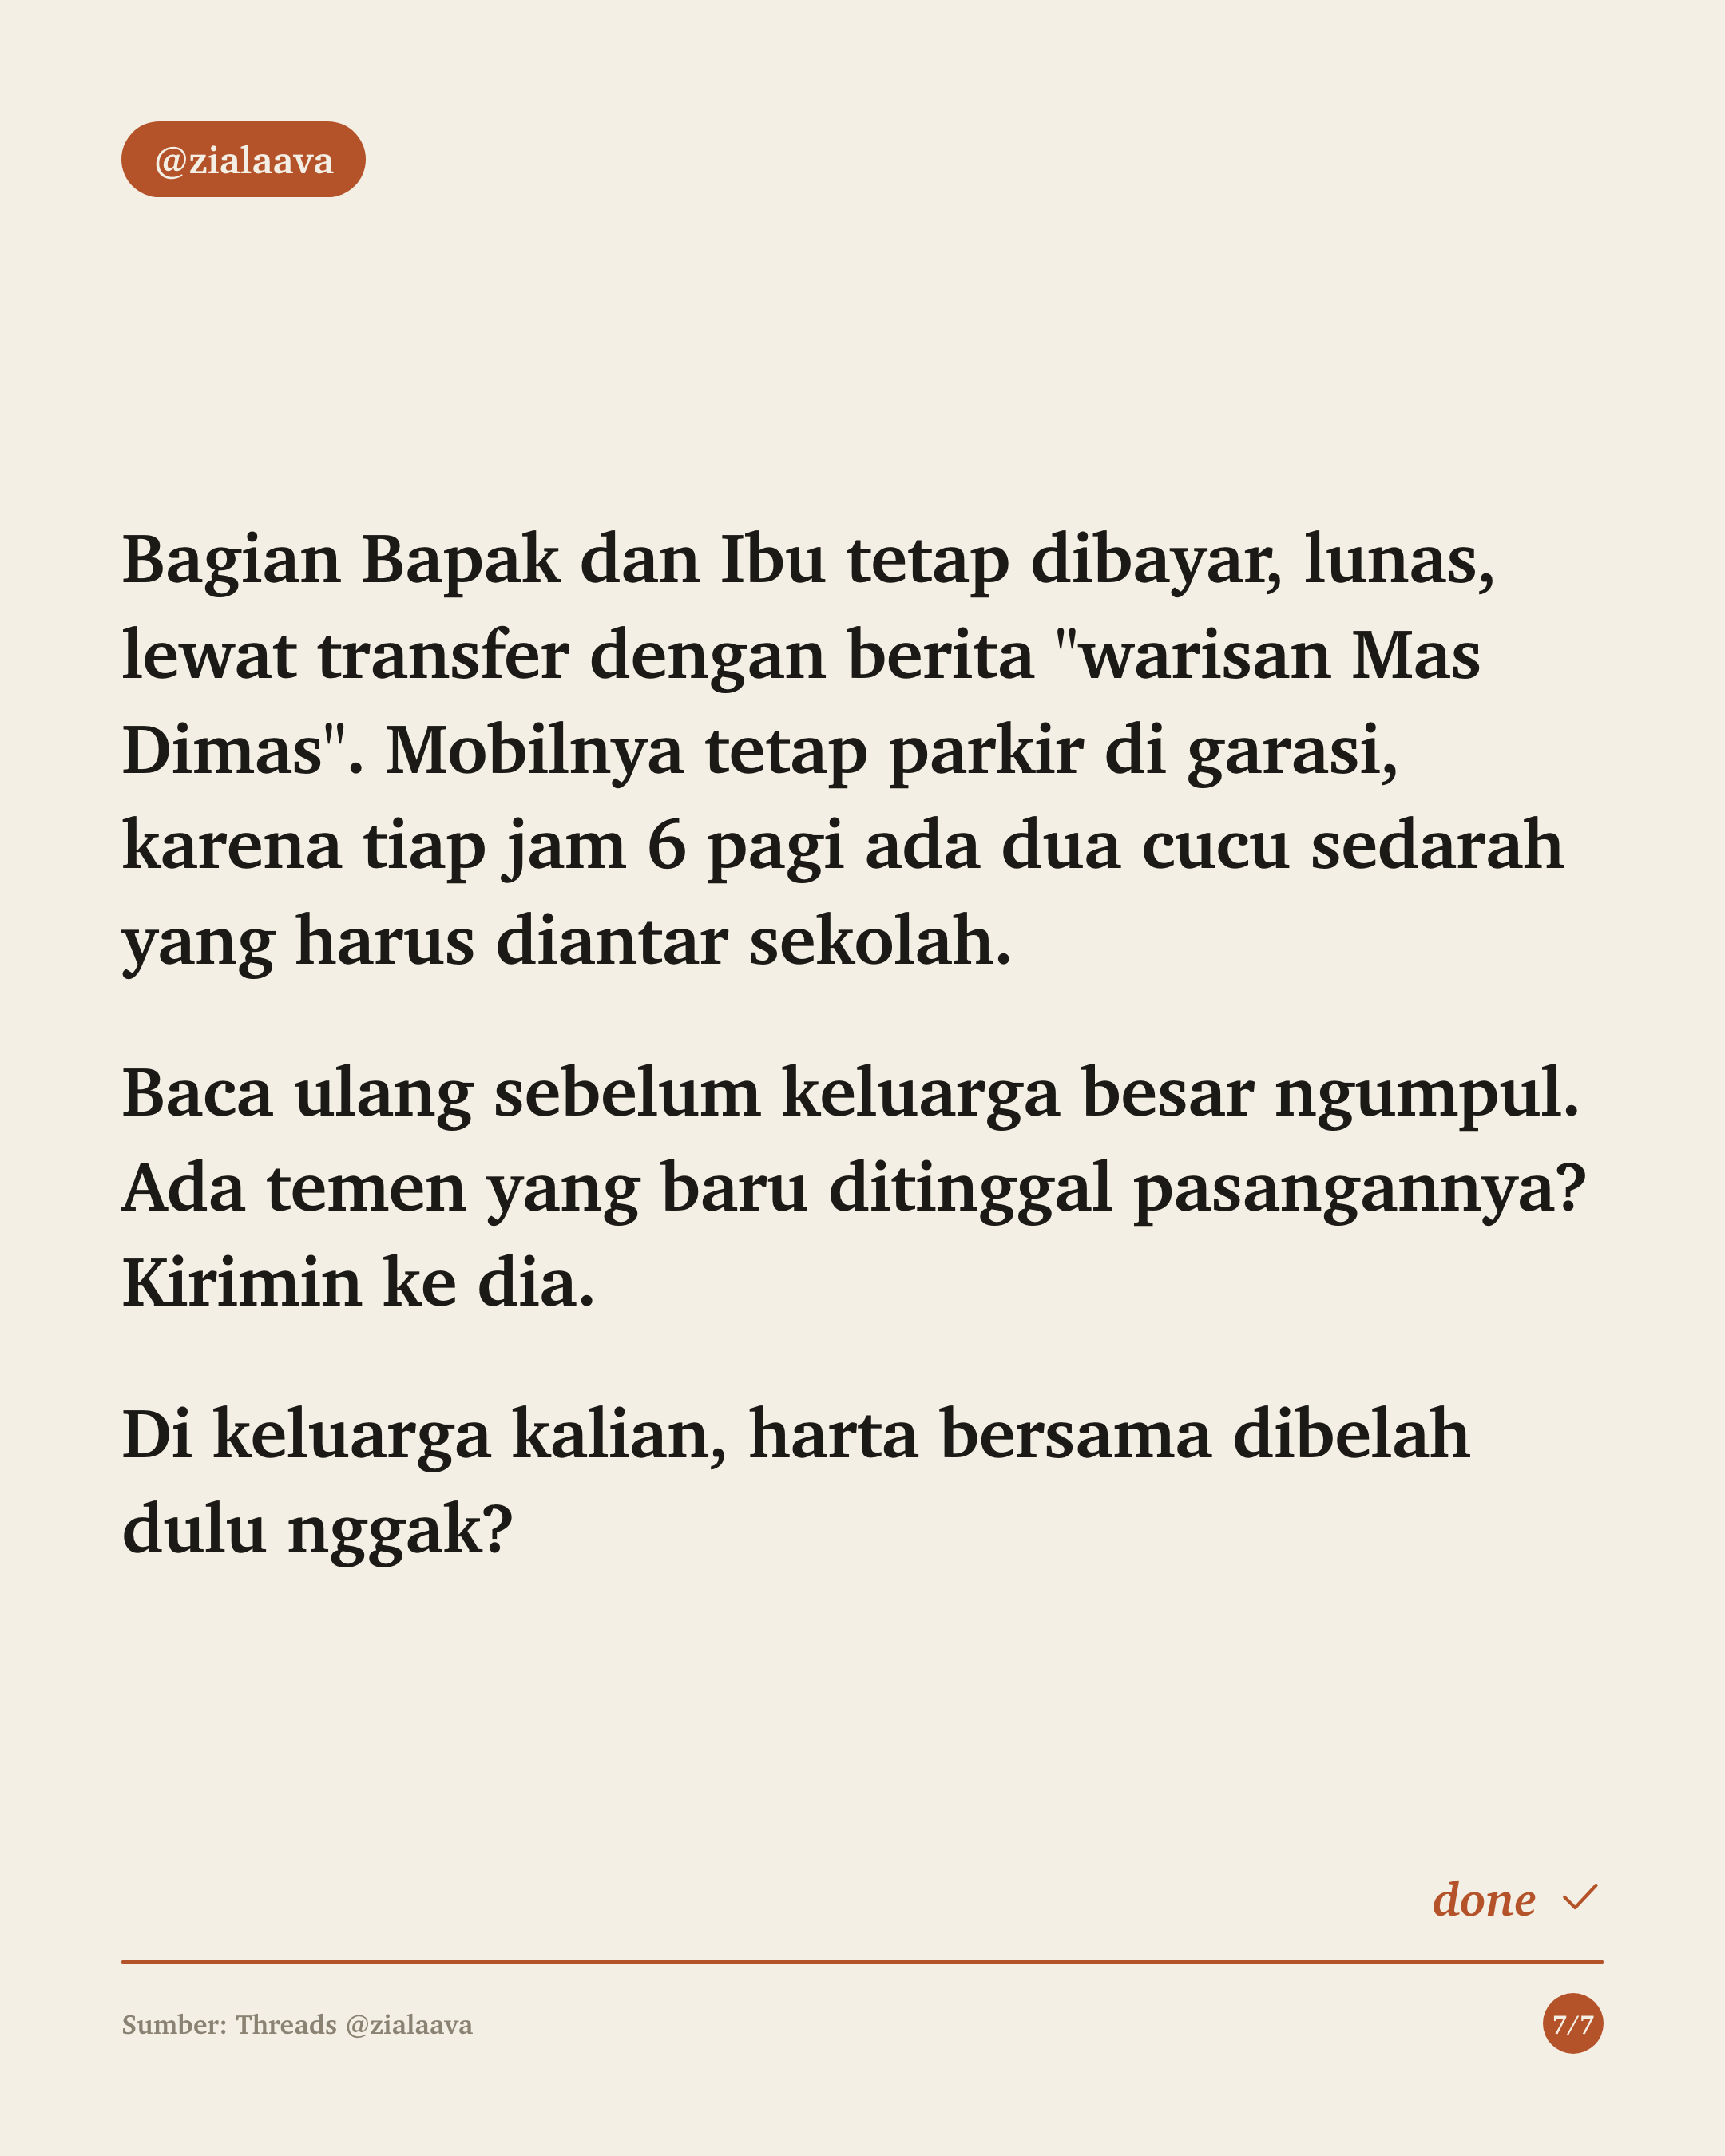 @zialaava
Bagian Bapak dan Ibu tetap dibayar, lunas,
lewat transfer dengan berita "warisan Mas
Dimas". Mobilnya tetap parkir di garasi,
karena tiap jam 6 pagi ada dua cucu sedarah
yang harus diantar sekolah.
Baca ulang sebelum keluarga besar ngumpul.
Ada temen yang baru ditinggal pasangannya?
Kirimin ke dia.
Di keluarga kalian, harta bersama dibelah
dulu nggak?
done ✓
Sumber: Threads @zialaava
7/7